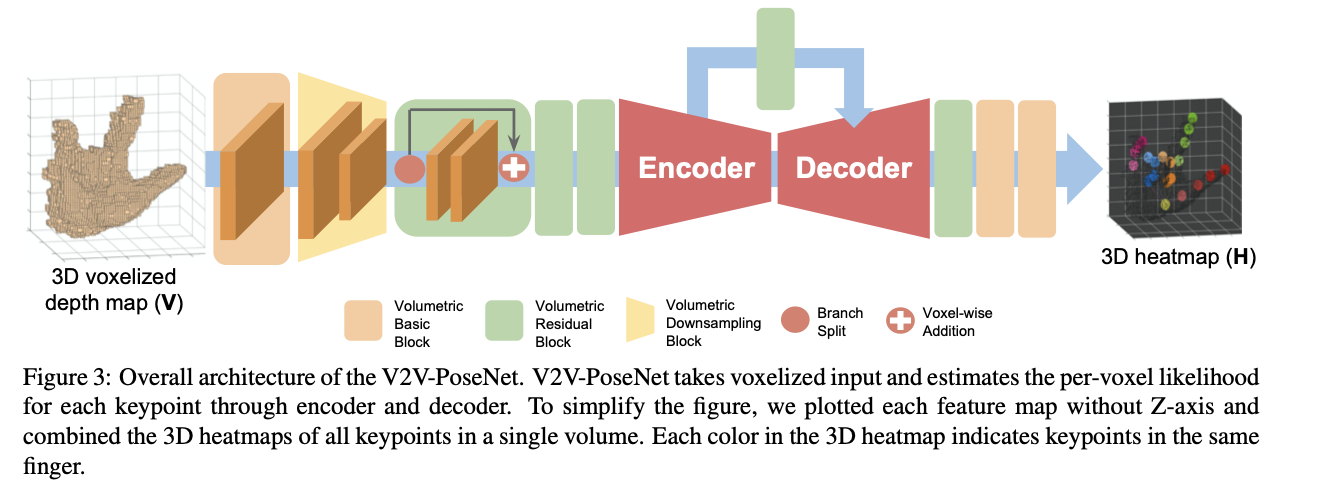 Encoder
Decoder
3D voxelized
depth map (V)
3D heatmap (H)
Volumetric
Basic
Block
Volumetric
Residual
Block
Volumetric
Downsampling
Block
Branch
Split
Voxel-wise
Addition
Figure 3: Overall architecture of the V2V-PoseNet. V2V-PoseNet takes voxelized input and estimates the per-voxel likelihood
for each keypoint through encoder and decoder. To simplify the figure, we plotted each feature map without Z-axis and
combined the 3D heatmaps of all keypoints in a single volume. Each color in the 3D heatmap indicates keypoints in the same
finger.